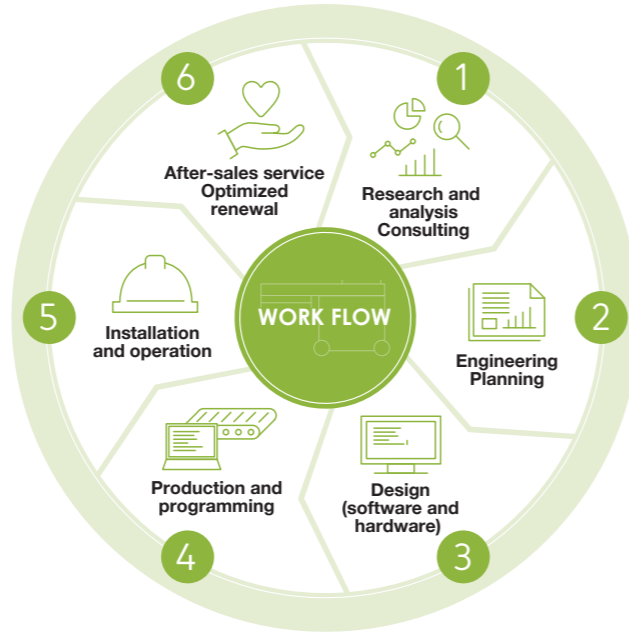 WORK FLOW
1
Research and
analysis
Consulting
2
Engineering
Planning
3
Design
(software and
hardware)
4
Production and
programming
5
Installation
and operation
6
After-sales service
Optimized
renewal